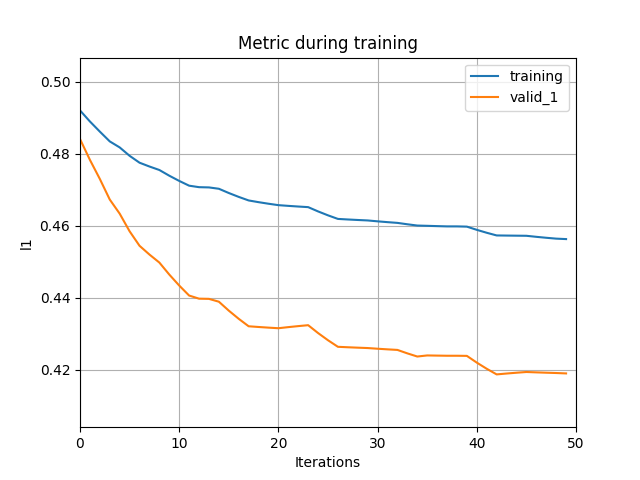 Metric during training
training
valid_1
0.50
0.48
0.46
0.44
0.42
l1
0 10 20 30 40 50
Iterations